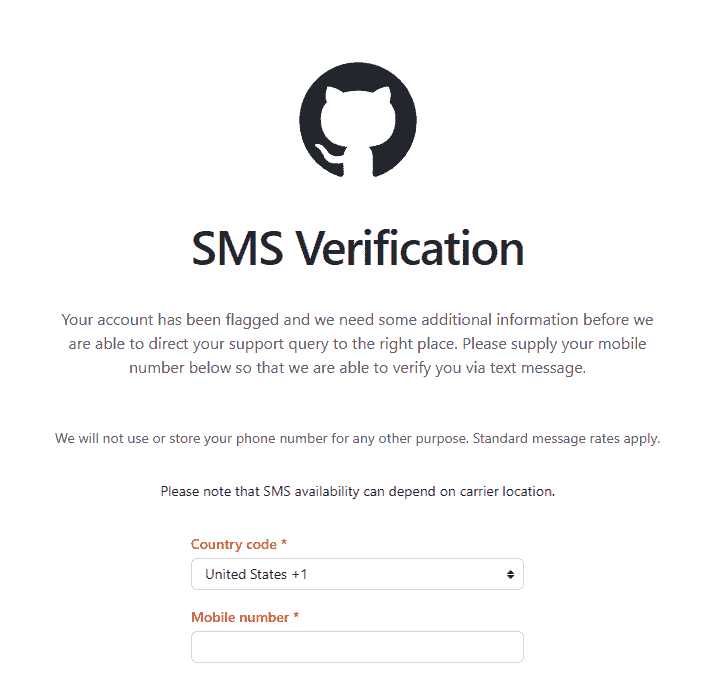 SMS Verification
Your account has been flagged and we need some additional information before we
are able to direct your support query to the right place. Please supply your mobile
number below so that we are able to verify you via text message.
We will not use or store your phone number for any other purpose. Standard message rates apply.
Please note that SMS availability can depend on carrier location.
Country code *
United States +1
Mobile number *